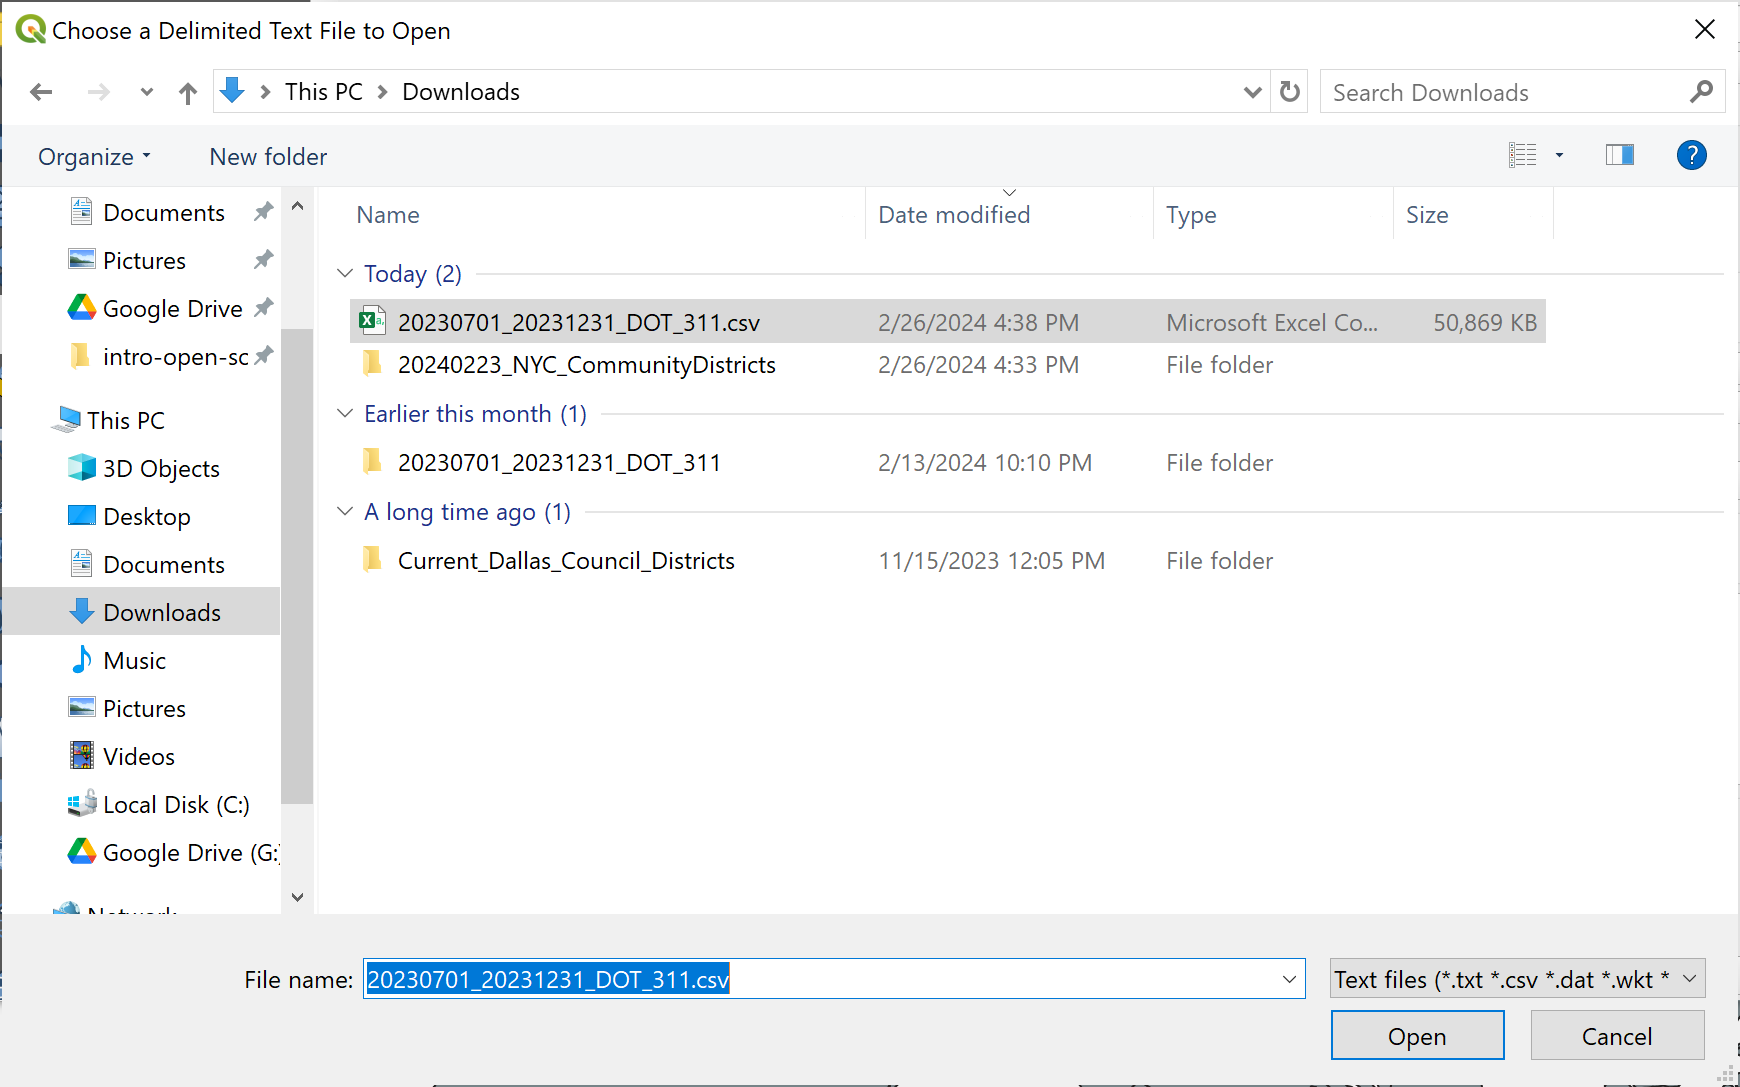 Choose a Delimited Text File to Open
This PC > Downloads
Search Downloads
Organize
New folder
?
Documents
Pictures
Google Drive
intro-open-sc
This PC
3D Objects
Desktop
Documents
Downloads
Music
Pictures
Videos
Local Disk (C:)
Google Drive (G:)
Network
Name Date modified Type Size
Today (2)
20230701_20231231_DOT_311.csv 2/26/2024 4:38 PM Microsoft Excel Co... 50,869 KB
20240223_NYC_CommunityDistricts 2/26/2024 4:33 PM File folder
Earlier this month (1)
20230701_20231231_DOT_311 2/13/2024 10:10 PM File folder
A long time ago (1)
Current_Dallas_Council_Districts 11/15/2023 12:05 PM File folder
File name: 20230701_20231231_DOT_311.csv
Text files (*.txt *.csv *.dat *.wkt *
Open
Cancel